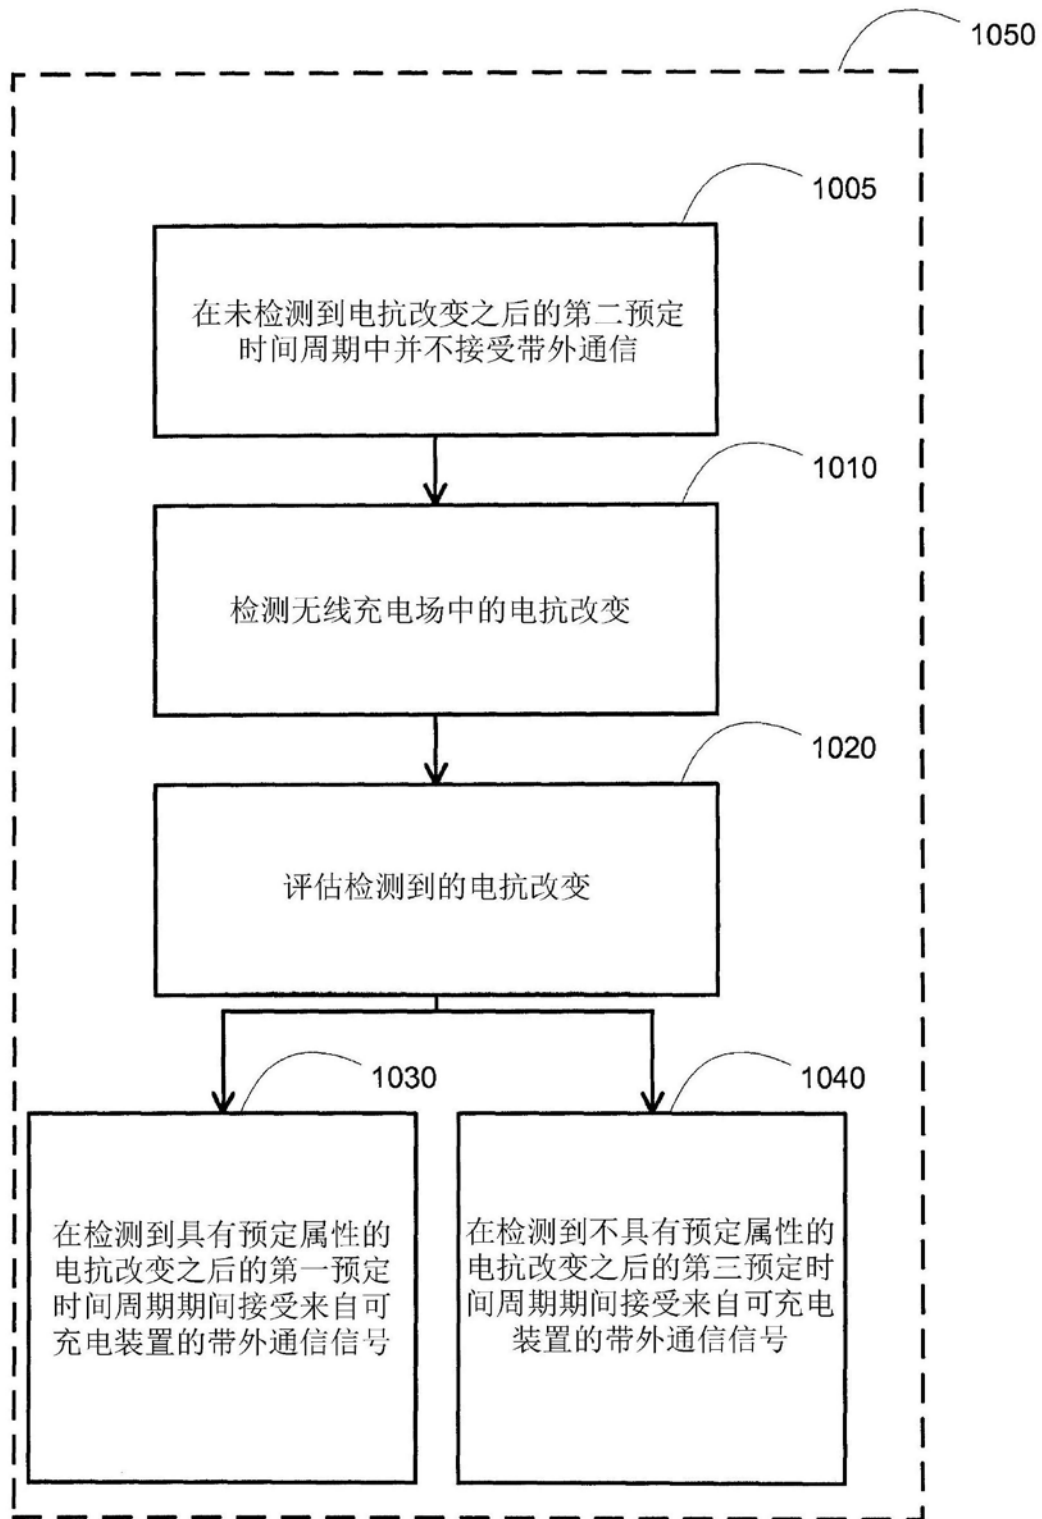 1050
1005
在未检测到电抗改变之后的第二预定
时间周期中并不接受带外通信
1010
检测无线充电场中的电抗改变
1020
评估检测到的电抗改变
1030
在检测到具有预定属性的
电抗改变之后的第一预定
时间周期期间接受来自可
充电装置的带外通信信号
1040
在检测到不具有预定属性的
电抗改变之后的第三预定时
间周期期间接受来自可充电
装置的带外通信信号